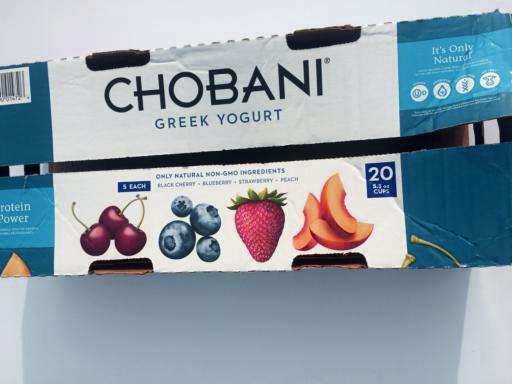 CHOBANI®
GREEK YOGURT
It's Only
Natural
ONLY NATURAL NON-GMO INGREDIENTS
5 EACH
BLACK CHERRY • BLUEBERRY • STRAWBERRY • PEACH
20
5.3 oz
CUPS
rotein
Power